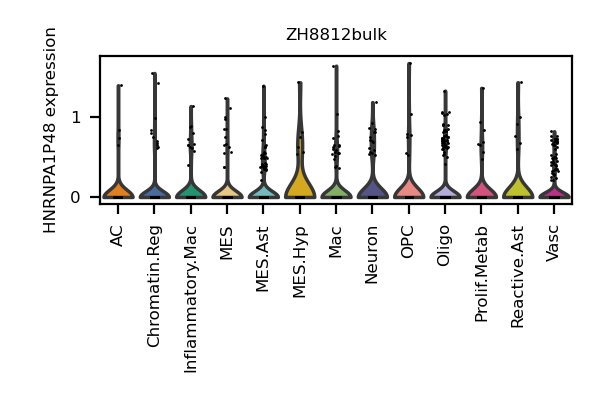 ZH8812bulk
HNRNPA1P48 expression
1
0
AC
Chromatin.Reg
Inflammatory.Mac
MES
MES.Ast
MES.Hyp
Mac
Neuron
OPC
Oligo
Prolif.Metab
Reactive.Ast
Vasc